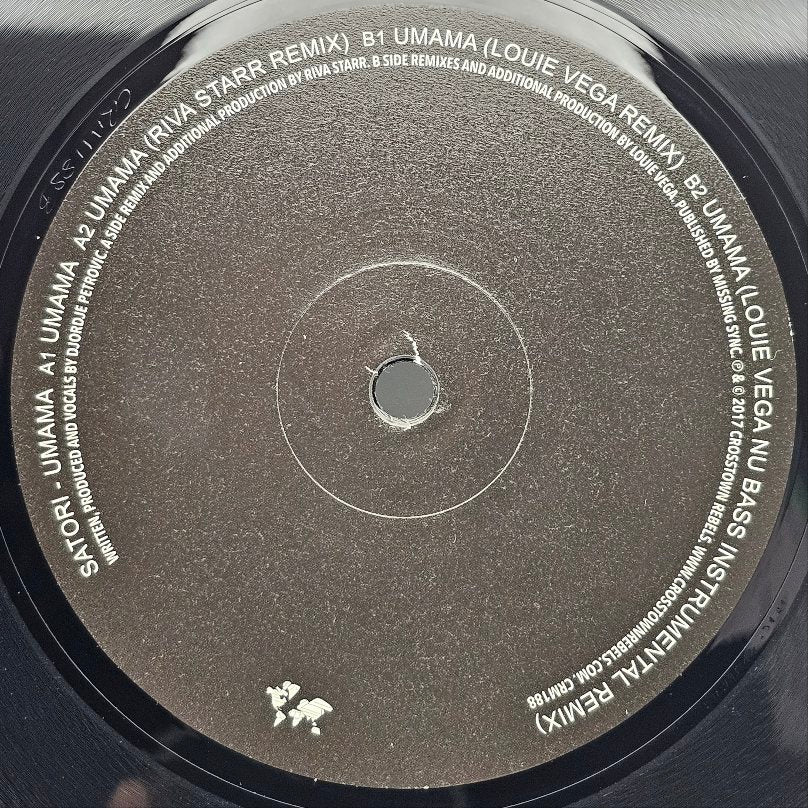 SATORI - UMAMA A1 UMAMA A2 UMAMA (RIVA STARR REMIX) B1 UMAMA (LOUIE VEGA REMIX) B2 UMAMA (LOUIE VEGA NU BASS INSTRUMENTAL REMIX)
WRITTEN, PRODUCED AND VOCALS BY DJORDJE PETROVIC. A SIDE REMIX AND ADDITIONAL PRODUCTION BY RIVA STARR. B SIDE REMIXES AND ADDITIONAL PRODUCTION BY LOUIE VEGA. PUBLISHED BY MISSING SYNC. ℗ & © 2017 CROSSTOWN REBELS. WWW.CROSSTOWNREBELS.COM. CRM188